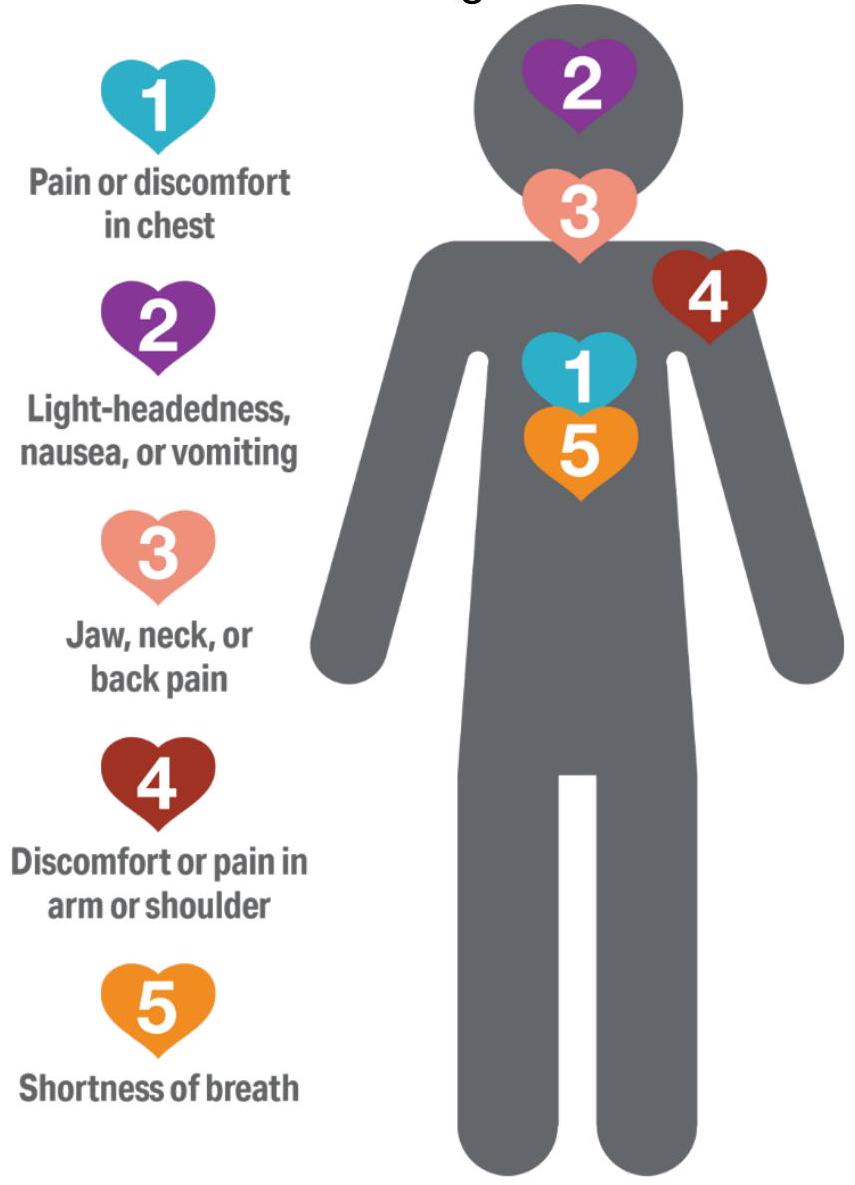 1
Pain or discomfort
in chest
2
Light-headedness,
nausea, or vomiting
3
Jaw, neck, or
back pain
4
Discomfort or pain in
arm or shoulder
5
Shortness of breath
2
3
4
1
5